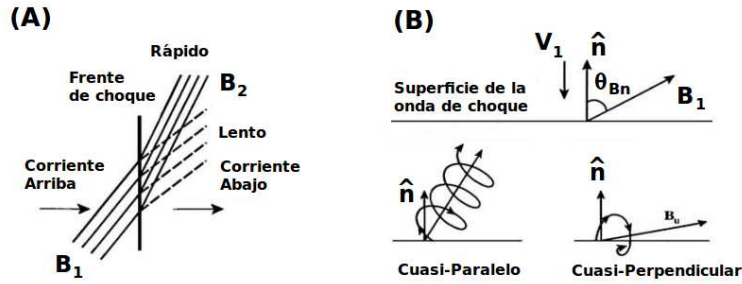 (A)
Rápido
Frente
de choque
B2
Lento
Corriente
Arriba
Corriente
Abajo
B1
(B)
V1
n̂
θBn
B1
Superficie de la
onda de choque
n̂
Cuasi-Paralelo
n̂
Bu
Cuasi-Perpendicular